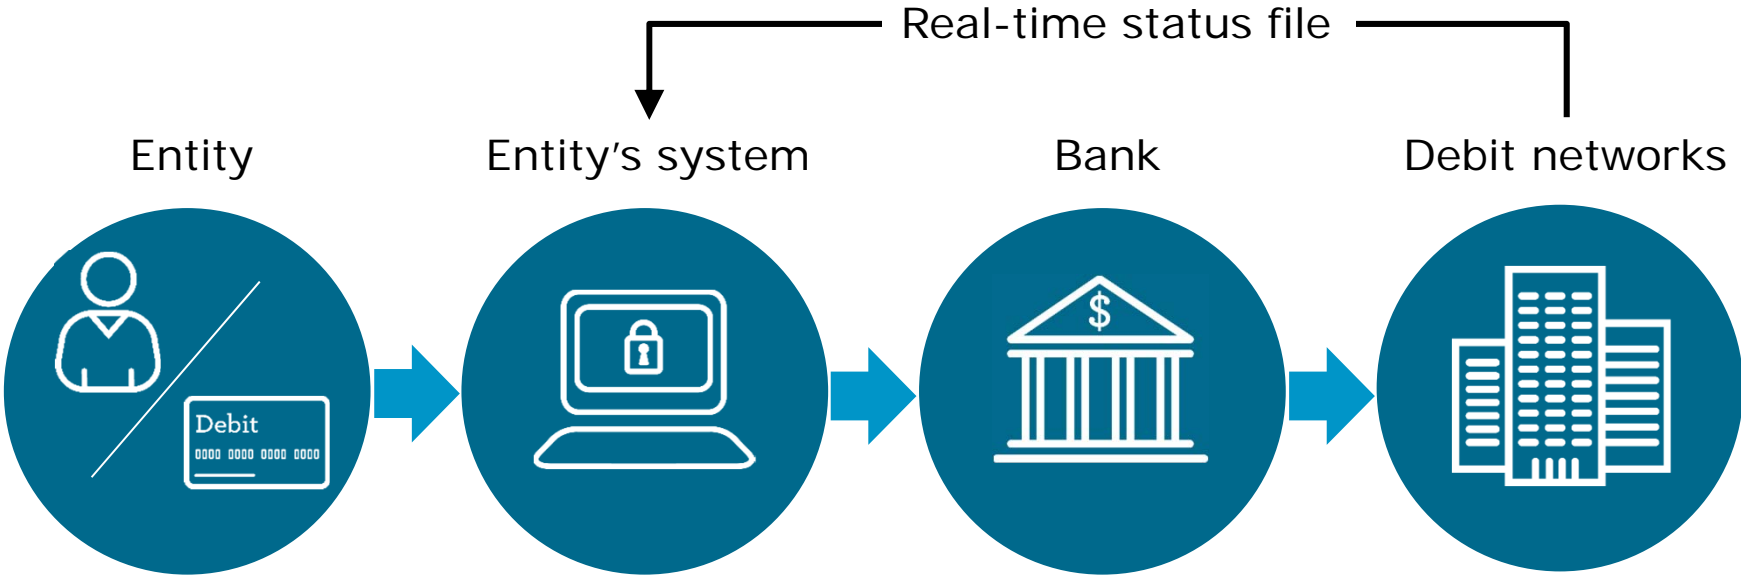 Real-time status file
Entity
Entity’s system
Bank
Debit networks
$
Debit
0000 0000 0000 0000